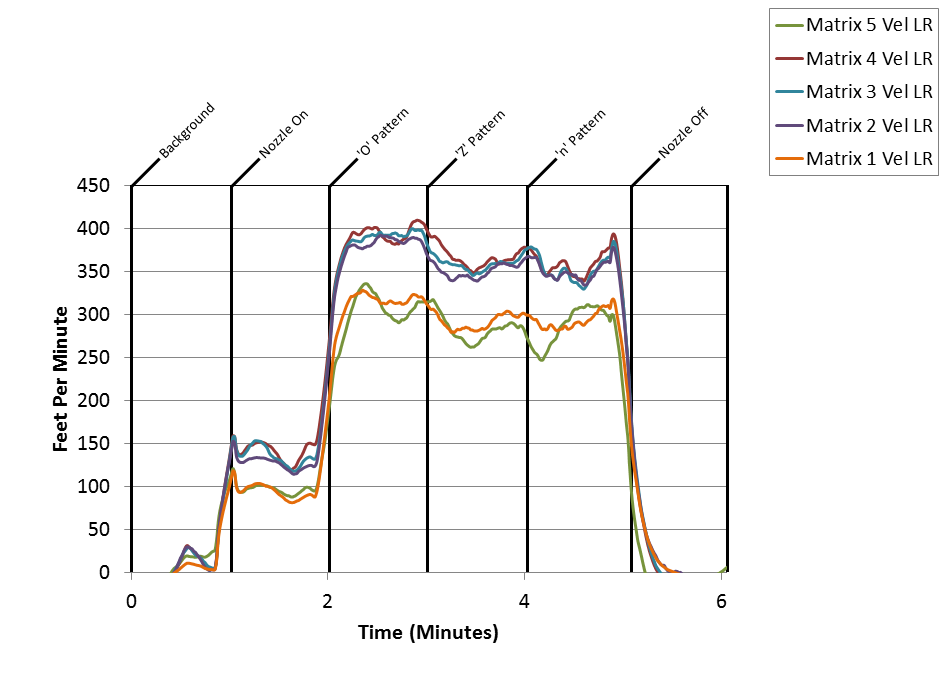 Matrix 5 Vel LR
Matrix 4 Vel LR
Matrix 3 Vel LR
Matrix 2 Vel LR
Matrix 1 Vel LR
Background
Nozzle On
'O' Pattern
'Z' Pattern
'n' Pattern
Nozzle Off
450
400
350
300
250
200
150
100
50
0
Feet Per Minute
0 2 4 6
Time (Minutes)